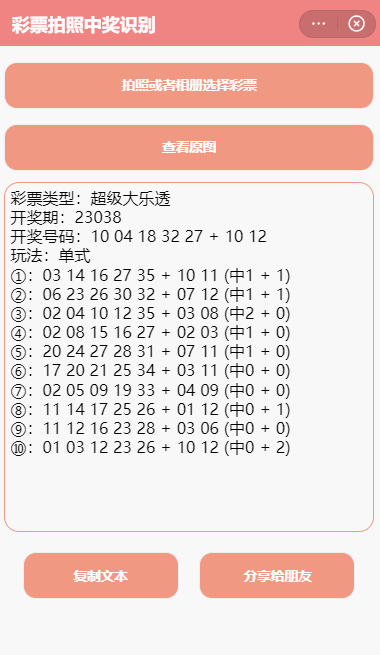 彩票拍照中奖识别
拍照或者相册选择彩票
查看原图
彩票类型：超级大乐透
开奖期：23038
开奖号码：10 04 18 32 27 + 10 12
玩法：单式
①：03 14 16 27 35 + 10 11 (中1 + 1)
②：06 23 26 30 32 + 07 12 (中1 + 1)
③：02 04 10 12 35 + 03 08 (中2 + 0)
④：02 08 15 16 27 + 02 03 (中1 + 0)
⑤：20 24 27 28 31 + 07 11 (中1 + 0)
⑥：17 20 21 25 34 + 03 11 (中0 + 0)
⑦：02 05 09 19 33 + 04 09 (中0 + 0)
⑧：11 14 17 25 26 + 01 12 (中0 + 1)
⑨：11 12 16 23 28 + 03 06 (中0 + 0)
⑩：01 03 12 23 26 + 10 12 (中0 + 2)
复制文本
分享给朋友